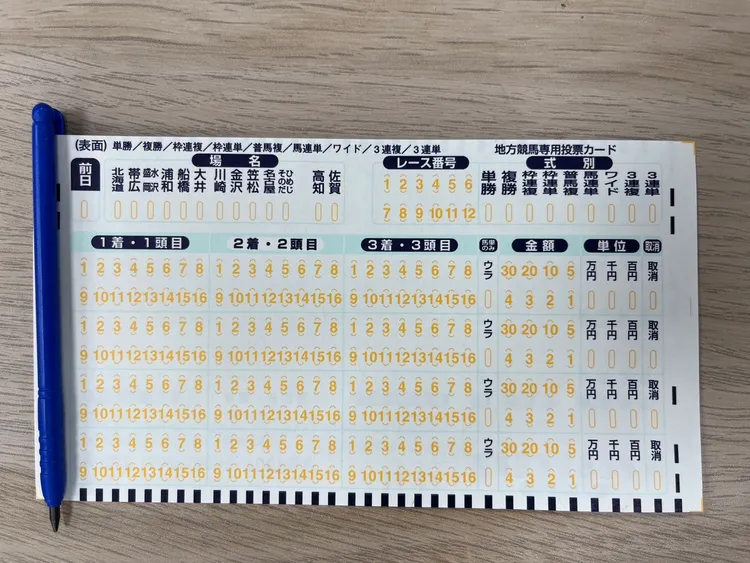 (表面) 単勝／複勝／枠連複／枠連単／普馬複／馬連単／ワイド／3連複／3連単 地方競馬専用投票カード
前日 場名 レース番号 式別
北海道 帯広 盛岡 水沢 浦和 船橋 大井 川崎 金沢 笠松 名古屋 そのひめじだ 高知 佐賀
1 2 3 4 5 6
7 8 9 10 11 12
単勝 複勝 枠連複 枠連単 普馬複 馬連単 ワイド 3連複 3連単
1着・1頭目 2着・2頭目 3着・3頭目 馬単のみ 金額 単位 取消
1 2 3 4 5 6 7 8 1 2 3 4 5 6 7 8 1 2 3 4 5 6 7 8 ウラ 30 20 10 5 万円 千円 百円 取消
9 10 11 12 13 14 15 16 9 10 11 12 13 14 15 16 9 10 11 12 13 14 15 16 4 3 2 1
1 2 3 4 5 6 7 8 1 2 3 4 5 6 7 8 1 2 3 4 5 6 7 8 ウラ 30 20 10 5 万円 千円 百円 取消
9 10 11 12 13 14 15 16 9 10 11 12 13 14 15 16 9 10 11 12 13 14 15 16 4 3 2 1
1 2 3 4 5 6 7 8 1 2 3 4 5 6 7 8 1 2 3 4 5 6 7 8 ウラ 30 20 10 5 万円 千円 百円 取消
9 10 11 12 13 14 15 16 9 10 11 12 13 14 15 16 9 10 11 12 13 14 15 16 4 3 2 1
1 2 3 4 5 6 7 8 1 2 3 4 5 6 7 8 1 2 3 4 5 6 7 8 ウラ 30 20 10 5 万円 千円 百円 取消
9 10 11 12 13 14 15 16 9 10 11 12 13 14 15 16 9 10 11 12 13 14 15 16 4 3 2 1